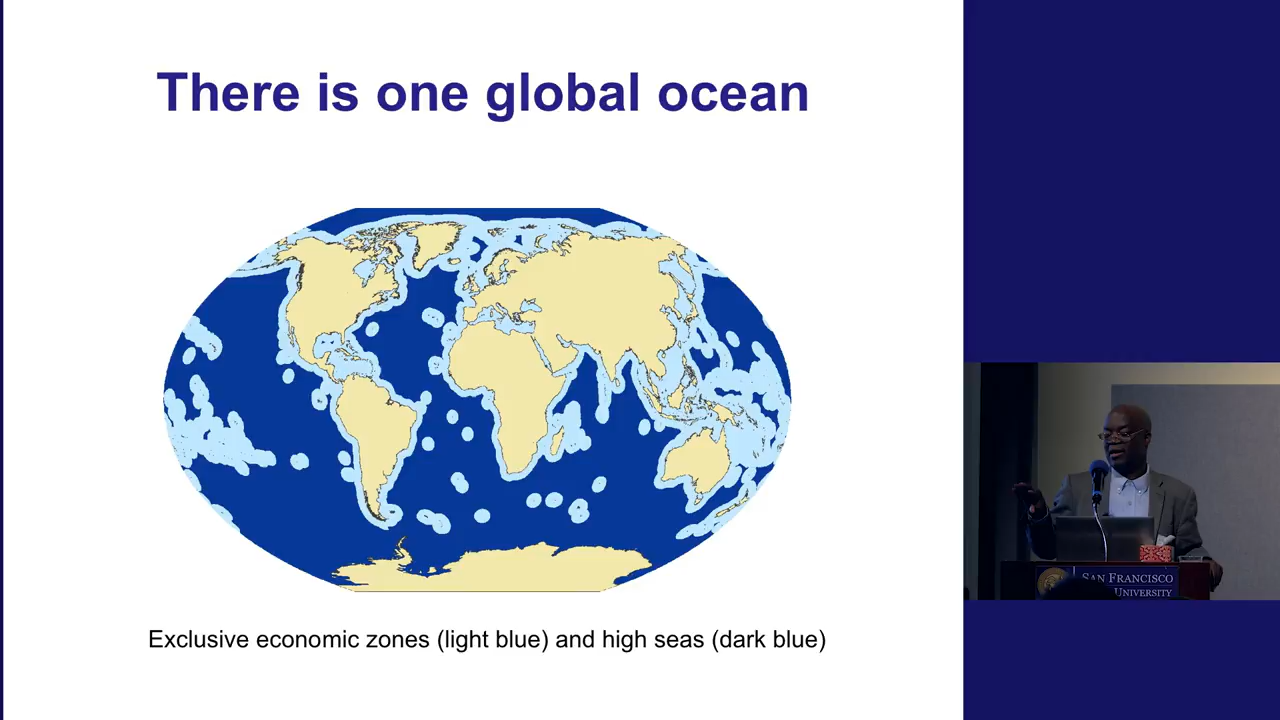 There is one global ocean
Exclusive economic zones (light blue) and high seas (dark blue)
SAN FRANCISCO
UNIVERSITY